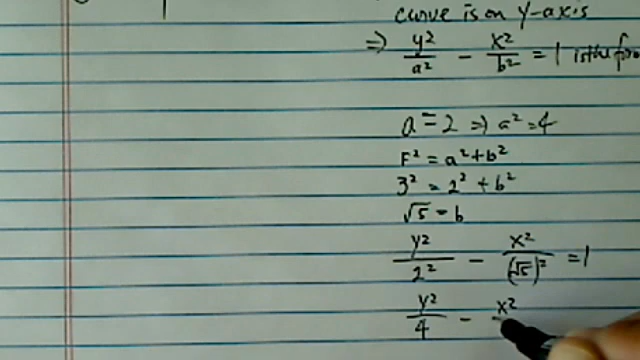 curve is on y-axis
⇒ y²/a² - x²/b² = 1 is the
a = 2 ⇒ a² = 4
F² = a² + b²
3² = 2² + b²
√5 = b
y²/2² - x²/(√5)² = 1
y²/4 - x²